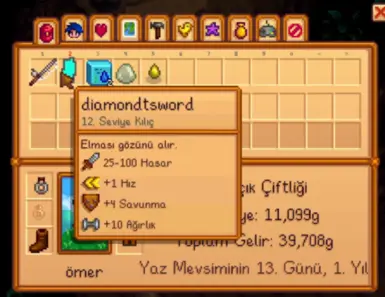 diamondtsword
12. Seviye Kılıç
Elması gözünü alır.
25-100 Hasar
+1 Hız
+4 Savunma
+10 Ağırlık
Çiftliği
11,099g
Toplam Gelir: 39,708g
ömer
Yaz Mevsiminin 13. Günü, 1. Yıl